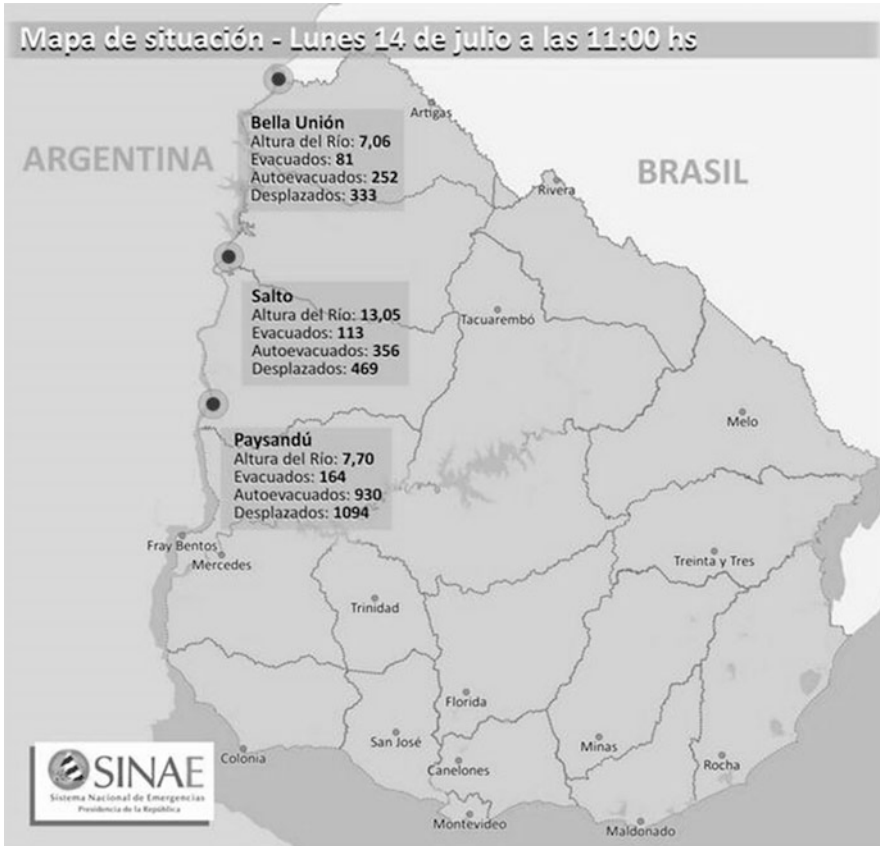 Mapa de situación - Lunes 14 de julio a las 11:00 hs
Artigas
ARGENTINA
BRASIL
Bella Unión
Altura del Río: 7,06
Evacuados: 81
Autoevacuados: 252
Desplazados: 333
Rivera
Salto
Altura del Río: 13,05
Evacuados: 113
Autoevacuados: 356
Desplazados: 469
Tacuarembó
Melo
Paysandú
Altura del Río: 7,70
Evacuados: 164
Autoevacuados: 930
Desplazados: 1094
Fray Bentos
Mercedes
Treinta y Tres
Trinidad
Florida
San José
Minas
Colonia
Canelones
Rocha
Montevideo
Maldonado
SINAE
Sistema Nacional de Emergencias
Presidencia de la República